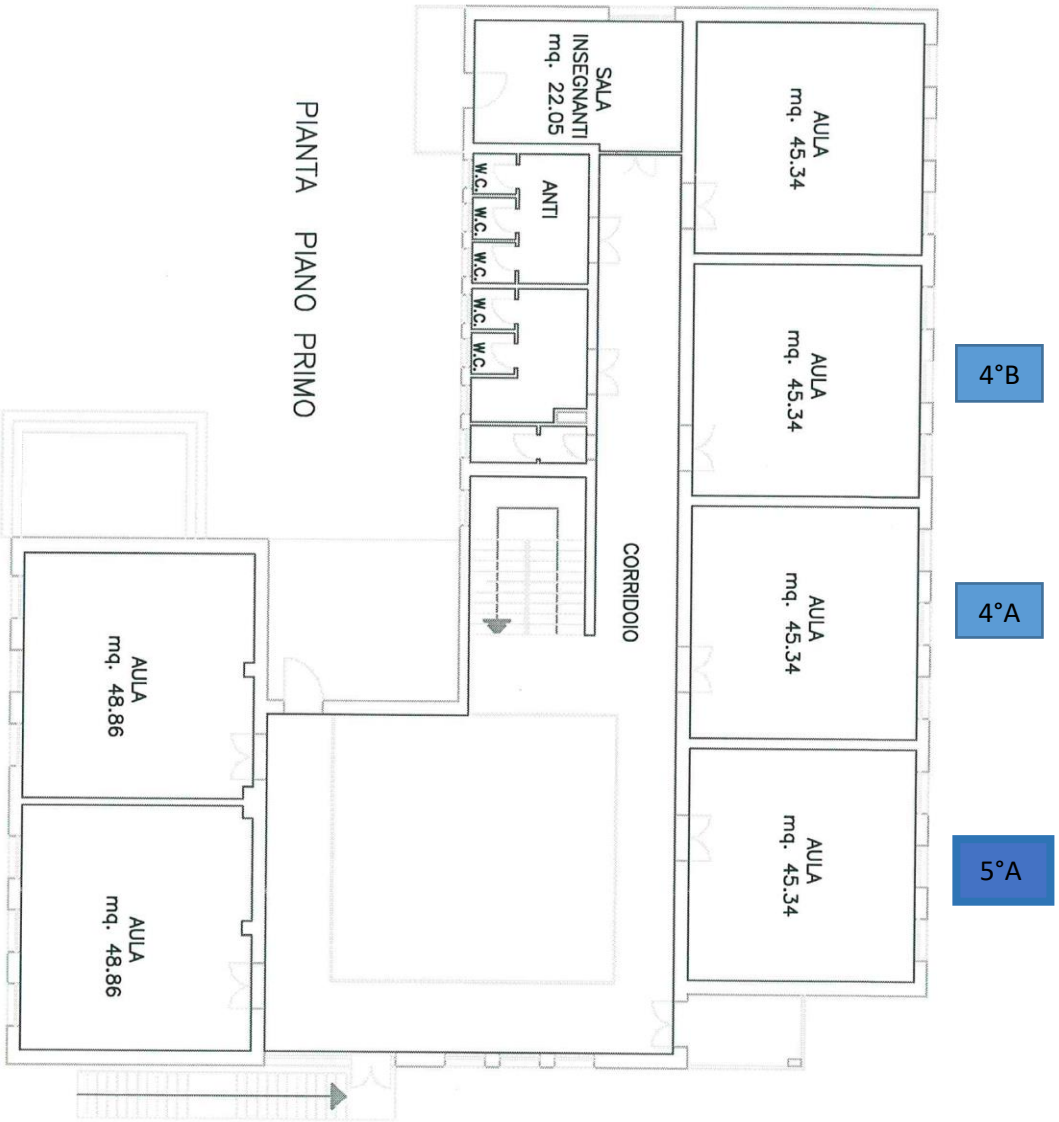 SALA
INSEGNANTI
mq. 22.05
AULA
mq. 45.34
W.C.
W.C.
W.C.
W.C.
W.C.
ANTI
PIANTA PIANO PRIMO
AULA
mq. 45.34
4°B
CORRIDOIO
AULA
mq. 45.34
4°A
AULA
mq. 48.86
AULA
mq. 45.34
5°A
AULA
mq. 48.86